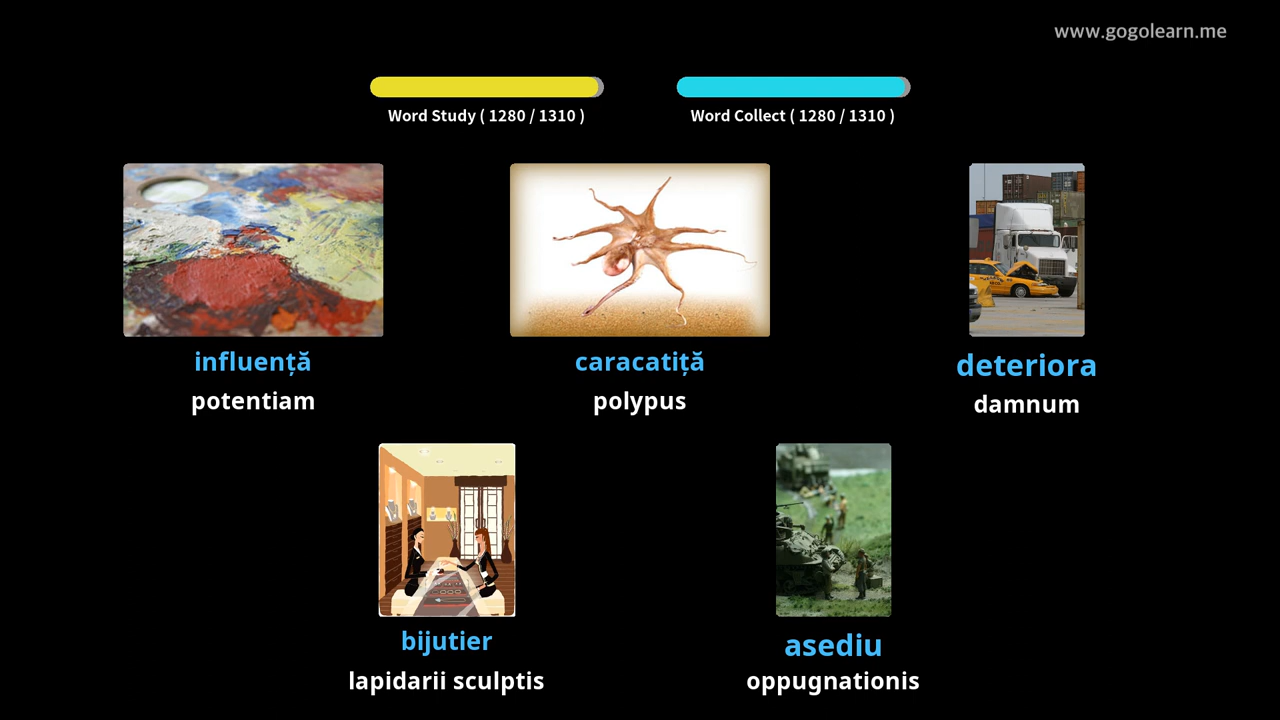 www.gogolearn.me
Word Study ( 1280 / 1310 )
Word Collect ( 1280 / 1310 )
influență
potentiam
caracatiță
polypus
deteriora
damnum
bijutier
lapidarii sculptis
asediu
oppugnationis